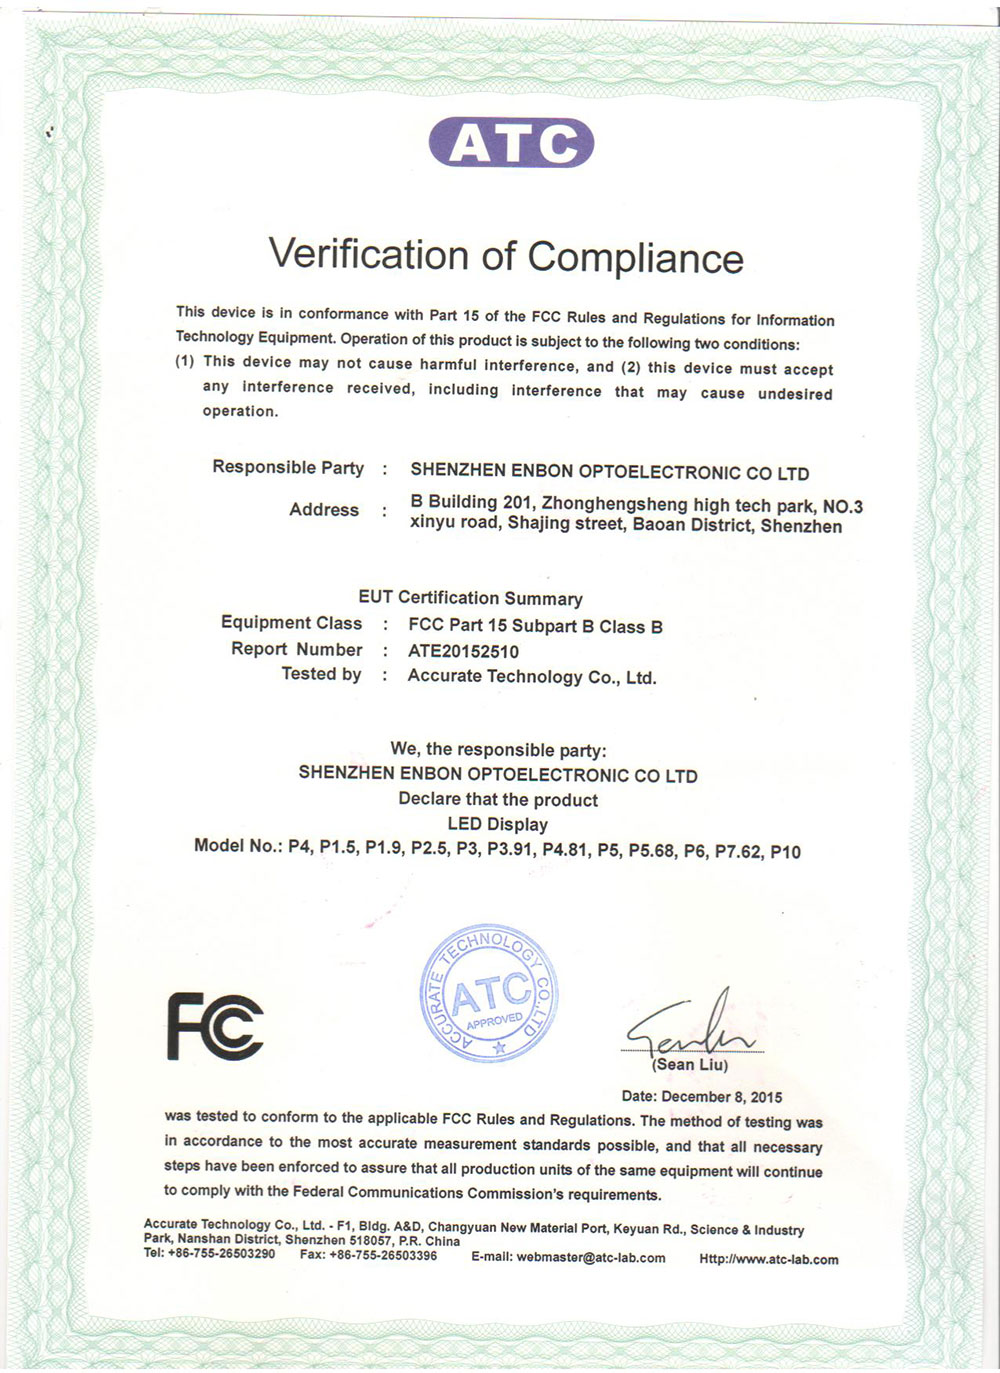 ATC
Verification of Compliance
This device is in conformance with Part 15 of the FCC Rules and Regulations for Information
Technology Equipment. Operation of this product is subject to the following two conditions:
(1) This device may not cause harmful interference, and (2) this device must accept
any interference received, including interference that may cause undesired
operation.
Responsible Party : SHENZHEN ENBON OPTOELECTRONIC CO LTD
Address : B Building 201, Zhonghengsheng high tech park, NO.3
xinyu road, Shajing street, Baoan District, Shenzhen
EUT Certification Summary
Equipment Class : FCC Part 15 Subpart B Class B
Report Number : ATE20152510
Tested by : Accurate Technology Co., Ltd.
We, the responsible party:
SHENZHEN ENBON OPTOELECTRONIC CO LTD
Declare that the product
LED Display
Model No.: P4, P1.5, P1.9, P2.5, P3, P3.91, P4.81, P5, P5.68, P6, P7.62, P10
FCC
ACCURATE TECHNOLOGY CO.,LTD
ATC
APPROVED
(Sean Liu)
Date: December 8, 2015
was tested to conform to the applicable FCC Rules and Regulations. The method of testing was
in accordance to the most accurate measurement standards possible, and that all necessary
steps have been enforced to assure that all production units of the same equipment will continue
to comply with the Federal Communications Commission's requirements.
Accurate Technology Co., Ltd. - F1, Bldg. A&D, Changyuan New Material Port, Keyuan Rd., Science & Industry
Park, Nanshan District, Shenzhen 518057, P.R. China
Tel: +86-755-26503290 Fax: +86-755-26503396 E-mail: webmaster@atc-lab.com Http://www.atc-lab.com